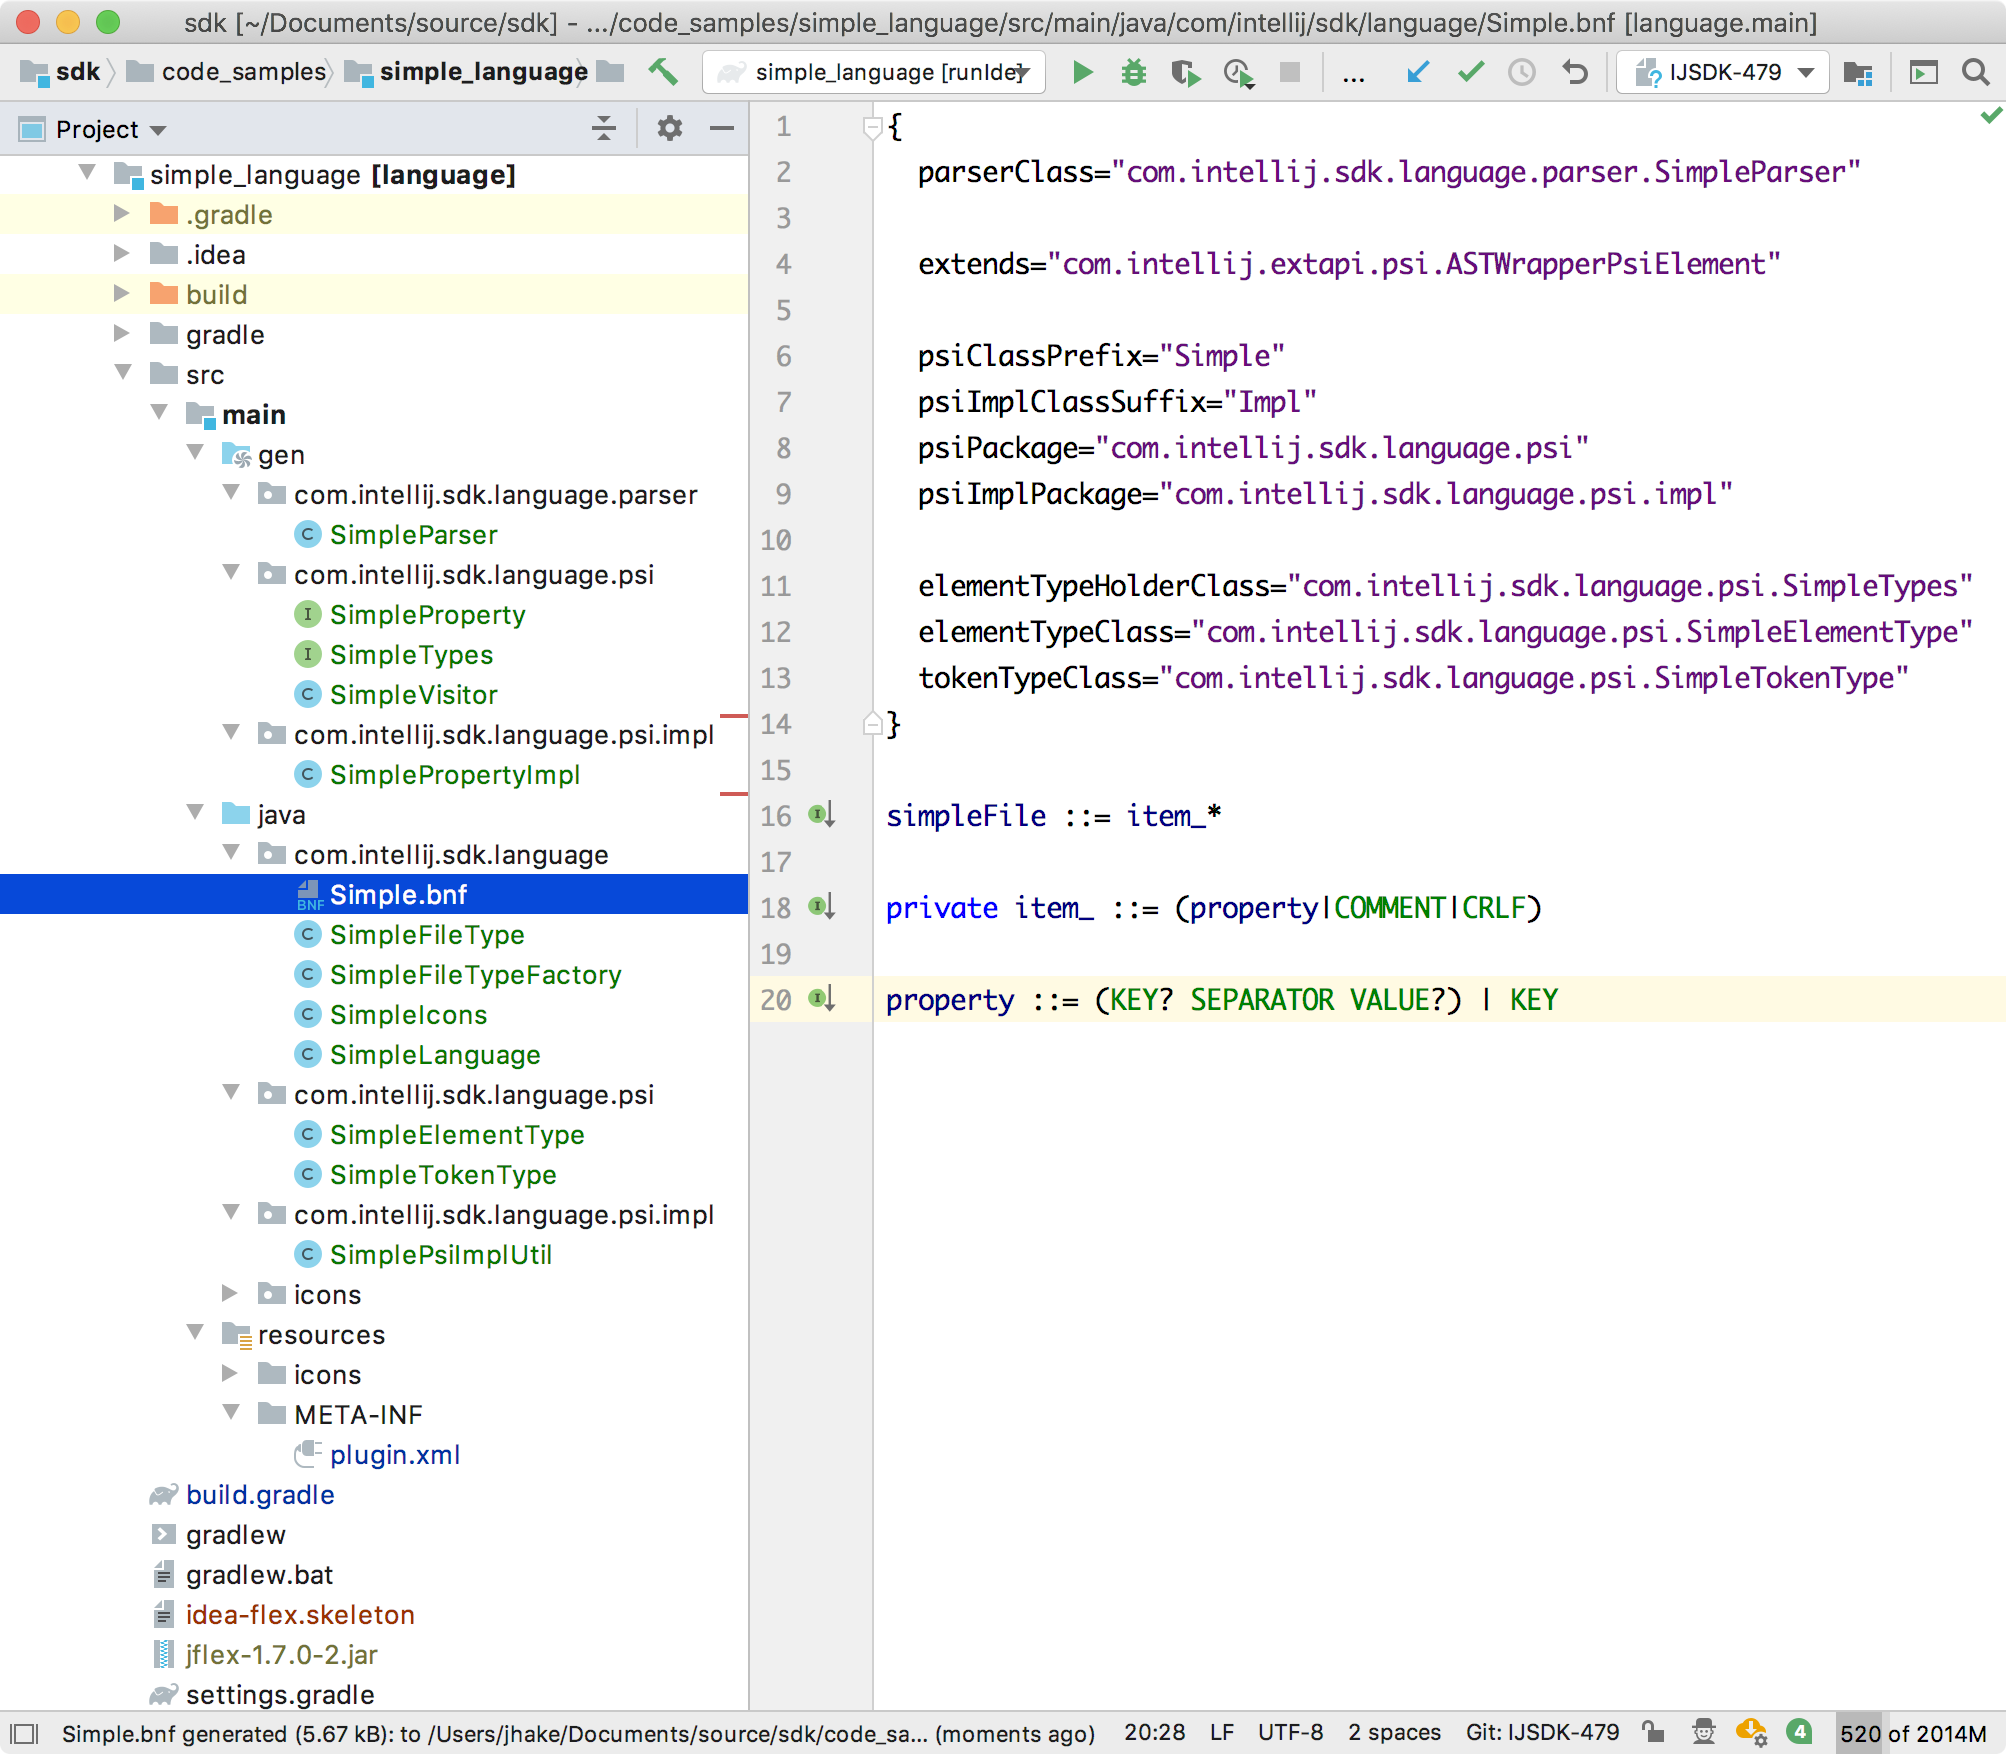 sdk [~/Documents/source/sdk] - .../code_samples/simple_language/src/main/java/com/intellij/sdk/language/Simple.bnf [language.main]
sdk code_samples simple_language simple_language [runIde] ... IJSDK-479
Project
simple_language [language]
.gradle
.idea
build
gradle
src
main
gen
com.intellij.sdk.language.parser
SimpleParser
com.intellij.sdk.language.psi
SimpleProperty
SimpleTypes
SimpleVisitor
com.intellij.sdk.language.psi.impl
SimplePropertyImpl
java
com.intellij.sdk.language
Simple.bnf
SimpleFileType
SimpleFileTypeFactory
SimpleIcons
SimpleLanguage
com.intellij.sdk.language.psi
SimpleElementType
SimpleTokenType
com.intellij.sdk.language.psi.impl
SimplePsiImplUtil
icons
resources
icons
META-INF
plugin.xml
build.gradle
gradlew
gradlew.bat
idea-flex.skeleton
jflex-1.7.0-2.jar
settings.gradle
1 {
2 parserClass="com.intellij.sdk.language.parser.SimpleParser"
3
4 extends="com.intellij.extapi.psi.ASTWrapperPsiElement"
5
6 psiClassPrefix="Simple"
7 psiImplClassSuffix="Impl"
8 psiPackage="com.intellij.sdk.language.psi"
9 psiImplPackage="com.intellij.sdk.language.psi.impl"
10
11 elementTypeHolderClass="com.intellij.sdk.language.psi.SimpleTypes"
12 elementTypeClass="com.intellij.sdk.language.psi.SimpleElementType"
13 tokenTypeClass="com.intellij.sdk.language.psi.SimpleTokenType"
14 }
15
16 simpleFile ::= item_*
17
18 private item_ ::= (property|COMMENT|CRLF)
19
20 property ::= (KEY? SEPARATOR VALUE?) | KEY
Simple.bnf generated (5.67 kB): to /Users/jhake/Documents/source/sdk/code_sa... (moments ago) 20:28 LF UTF-8 2 spaces Git: IJSDK-479 4 520 of 2014M